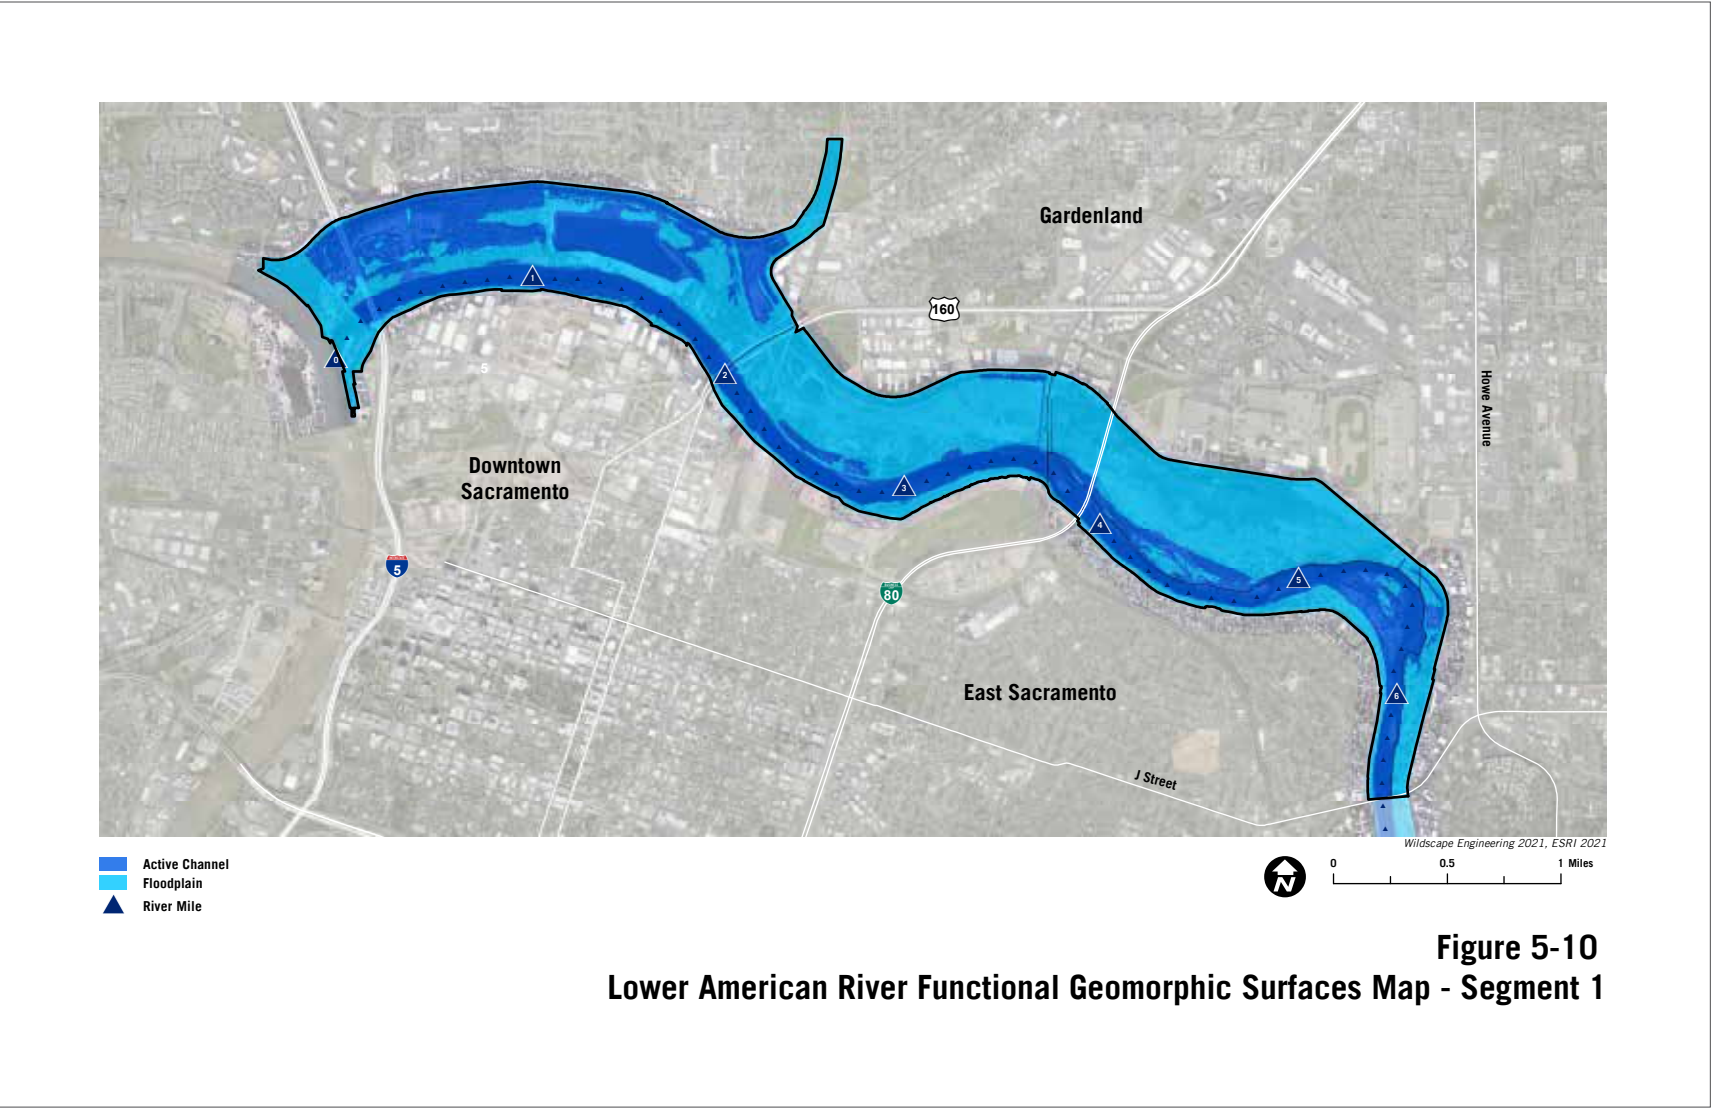 Gardenland
160
1
0
5
2
Howe Avenue
Downtown
Sacramento
3
4
5
5
80
East Sacramento
6
J Street
Wildscape Engineering 2021, ESRI 2021
Active Channel
Floodplain
River Mile
N
0 0.5 1 Miles
Figure 5-10
Lower American River Functional Geomorphic Surfaces Map - Segment 1